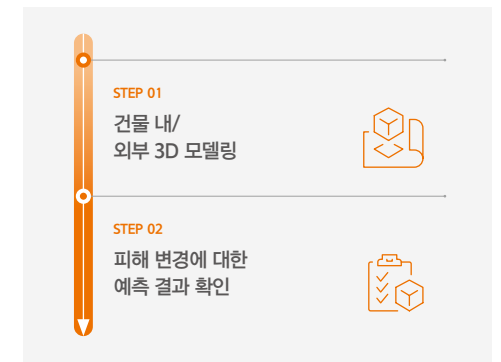 STEP 01
건물 내/
외부 3D 모델링
STEP 02
피해 변경에 대한
예측 결과 확인